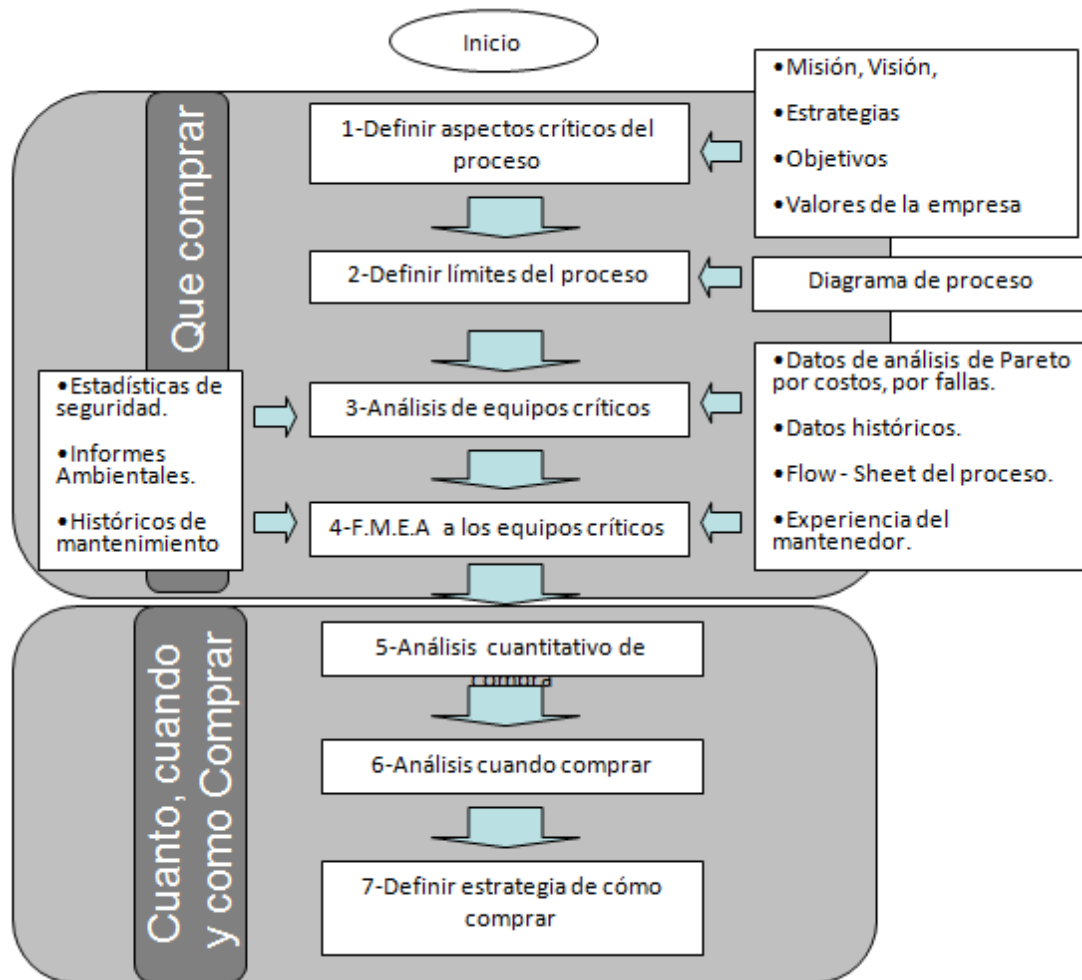 Inicio
Que comprar
1-Definir aspectos críticos del
proceso
•Misión, Visión,
•Estrategias
•Objetivos
•Valores de la empresa
2-Definir límites del proceso
Diagrama de proceso
•Estadísticas de
seguridad.
•Informes
Ambientales.
•Históricos de
mantenimiento
3-Análisis de equipos críticos
•Datos de análisis de Pareto
por costos, por fallas.
•Datos históricos.
•Flow - Sheet del proceso.
•Experiencia del
mantenedor.
4-F.M.E.A a los equipos críticos
Cuanto, cuando
y como Comprar
5-Análisis cuantitativo de
compra
6-Análisis cuando comprar
7-Definir estrategia de cómo
comprar